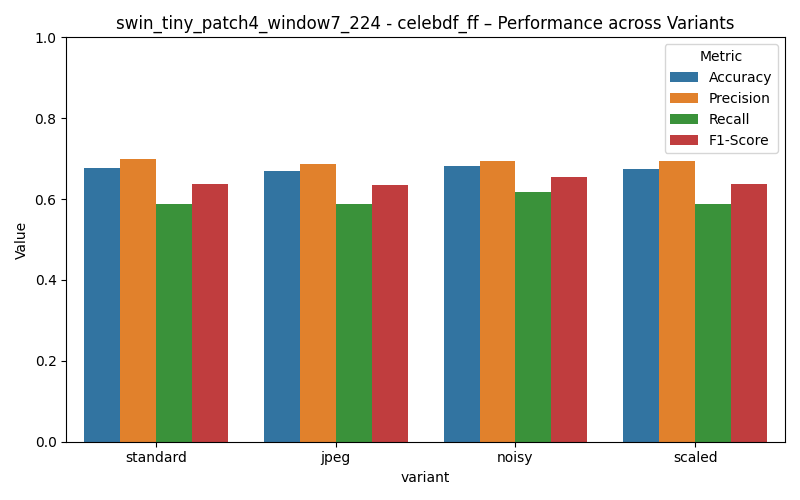 swin_tiny_patch4_window7_224 - celebdf_ff – Performance across Variants
1.0
0.8
0.6
0.4
0.2
0.0
Value
Metric
Accuracy
Precision
Recall
F1-Score
standard
jpeg
noisy
scaled
variant